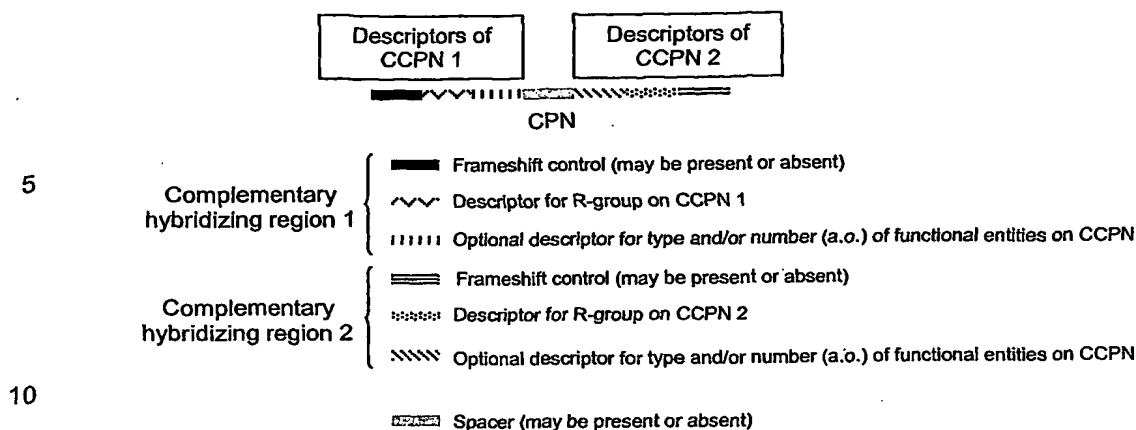 Descriptors of CCPN 1
Descriptors of CCPN 2
CPN
5
Complementary hybridizing region 1
Frameshift control (may be present or absent)
Descriptor for R-group on CCPN 1
Optional descriptor for type and/or number (a.o.) of functional entities on CCPN
Complementary hybridizing region 2
Frameshift control (may be present or absent)
Descriptor for R-group on CCPN 2
Optional descriptor for type and/or number (a.o.) of functional entities on CCPN
10
Spacer (may be present or absent)